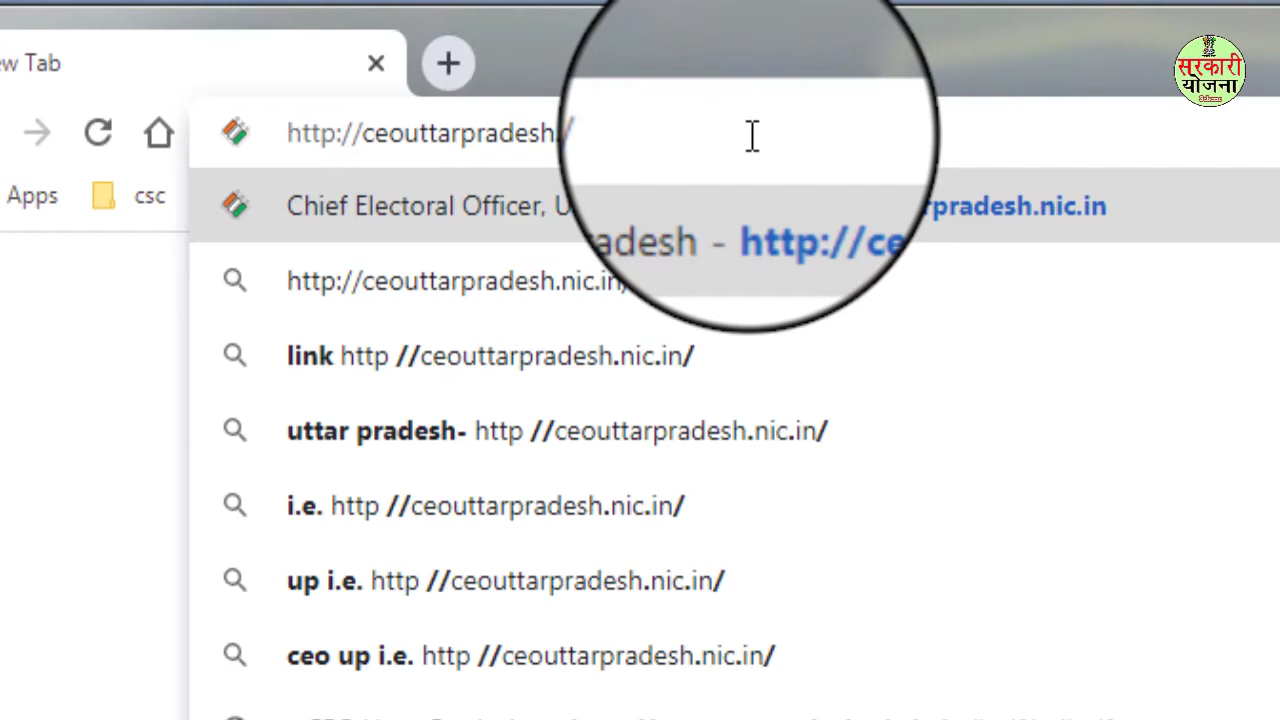 ew Tab
सरकारी
योजना
http://ceouttarpradesh./
Apps
csc
Chief Electoral Officer, U
adesh - http://ce
pradesh.nic.in
http://ceouttarpradesh.nic.in
link http //ceouttarpradesh.nic.in/
uttar pradesh- http //ceouttarpradesh.nic.in/
i.e. http //ceouttarpradesh.nic.in/
up i.e. http //ceouttarpradesh.nic.in/
ceo up i.e. http //ceouttarpradesh.nic.in/